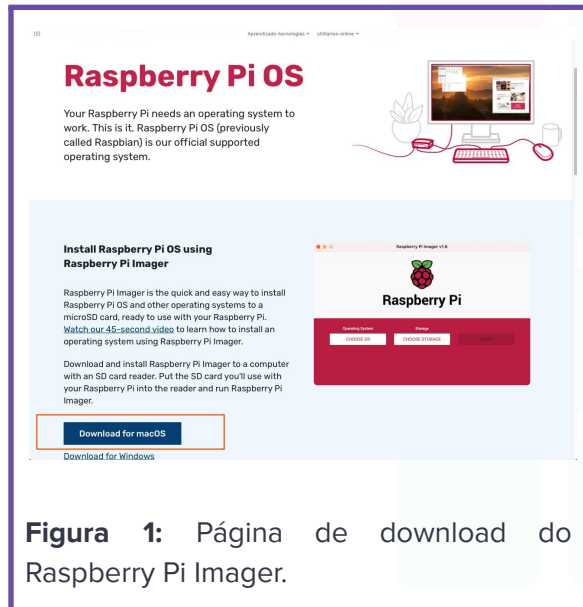 Aprendizado-tecnologias utilitarios-online
Raspberry Pi OS
Your Raspberry Pi needs an operating system to
work. This is it. Raspberry Pi OS (previously
called Raspbian) is our official supported
operating system.
Install Raspberry Pi OS using
Raspberry Pi Imager
Raspberry Pi Imager is the quick and easy way to install
Raspberry Pi OS and other operating systems to a
microSD card, ready to use with your Raspberry Pi.
Watch our 45-second video to learn how to install an
operating system using Raspberry Pi Imager.
Download and install Raspberry Pi Imager to a computer
with an SD card reader. Put the SD card you'll use with
your Raspberry Pi into the reader and run Raspberry Pi
Imager.
Download for macOS
Download for Windows
Raspberry Pi Imager v1.6
Raspberry Pi
Operating System Storage
CHOOSE OS CHOOSE STORAGE
Figura 1: Página de download do
Raspberry Pi Imager.